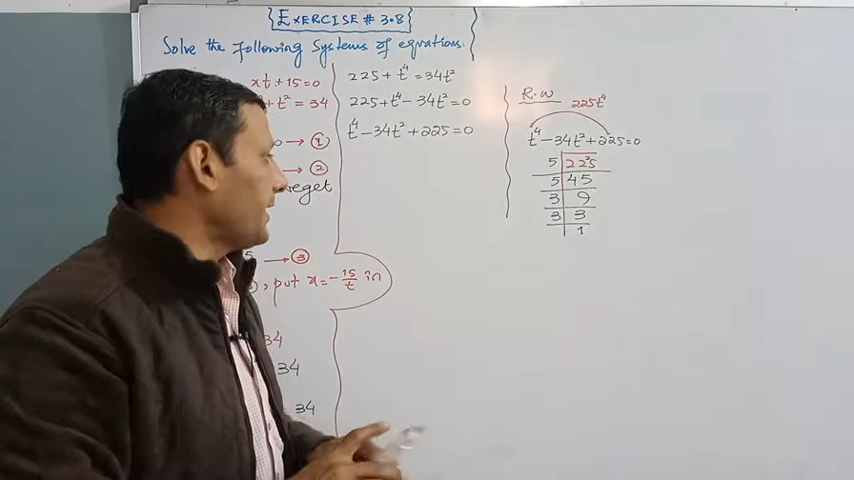 EXERCISE # 3.8
Solve the following Systems of equations.
xt+15=0
+ t² = 34
→ ①
→ ②
we get
→ ③
, put x = -15/t in
34
34
= 34
225 + t⁴ = 34t²
225 + t⁴ - 34t² = 0
t⁴ - 34t² + 225 = 0
R.W
225t⁴
t⁴ - 34t² + 225 = 0
5 | 225
5 | 45
3 | 9
3 | 3
1